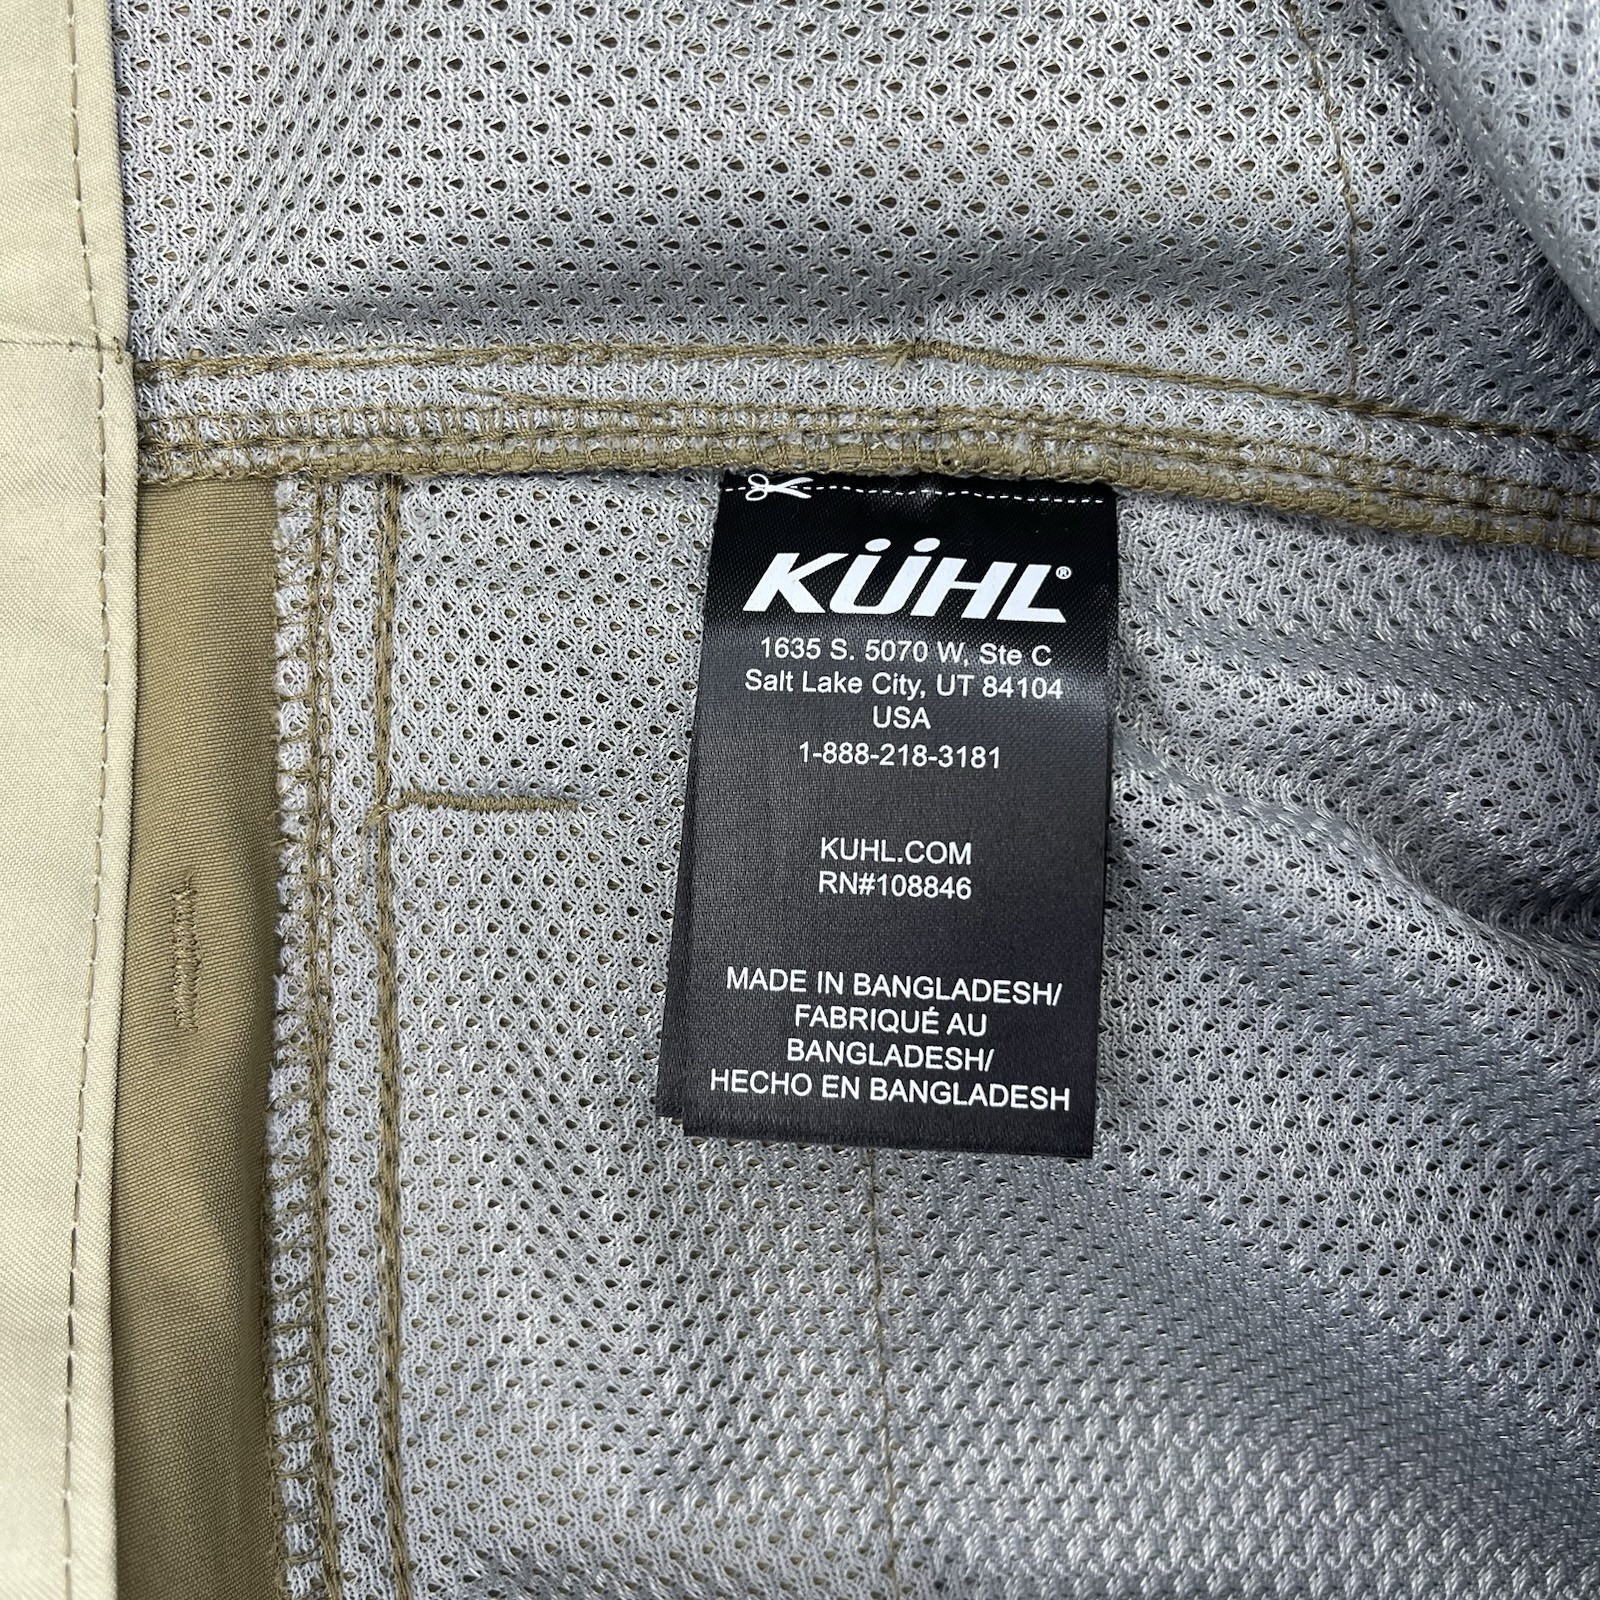 KÜHL®
1635 S. 5070 W, Ste C
Salt Lake City, UT 84104
USA
1-888-218-3181
KUHL.COM
RN#108846
MADE IN BANGLADESH/
FABRIQUÉ AU
BANGLADESH/
HECHO EN BANGLADESH